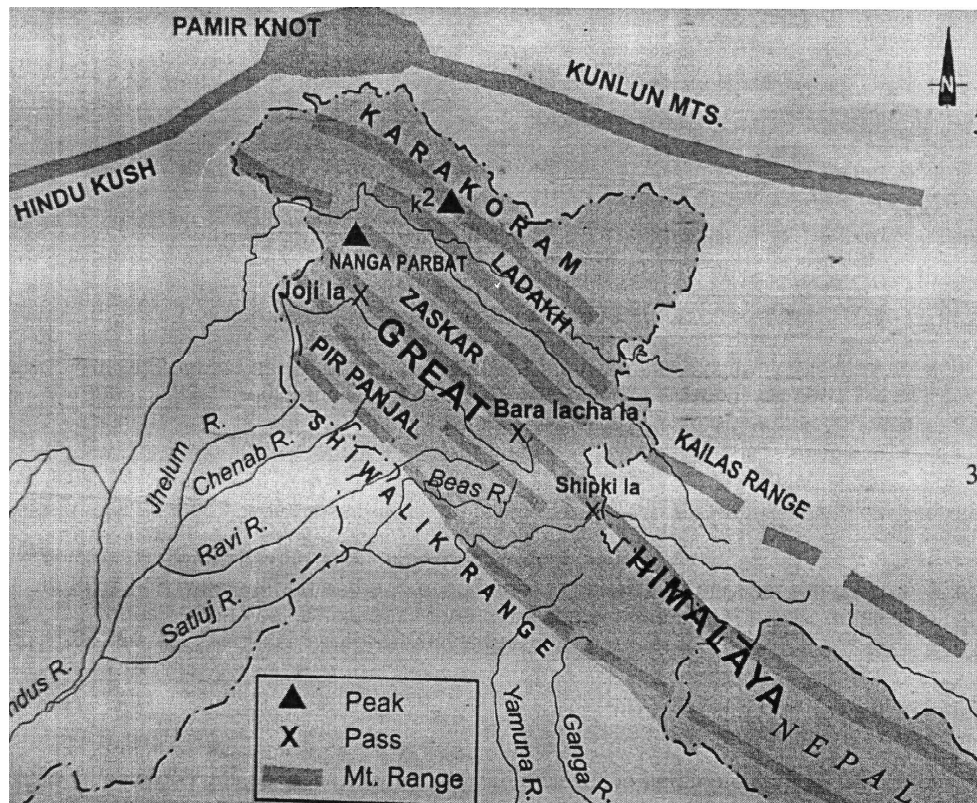 PAMIR KNOT
KUNLUN MTS.
N
HINDU KUSH
KARAKORAM
k2
LADAKH
NANGA PARBAT
Joji la
ZASKAR
GREAT
PIR PANJAL
Bara lacha la
SHIWALIK RANGE
Jhelum R.
Chenab R.
Beas R.
KAILAS RANGE
Shipki la
3
Ravi R.
HIMALĀYA
Satluj R.
ndus R.
NEPAL
Yamuna R.
Ganga R.
Peak
X Pass
Mt. Range